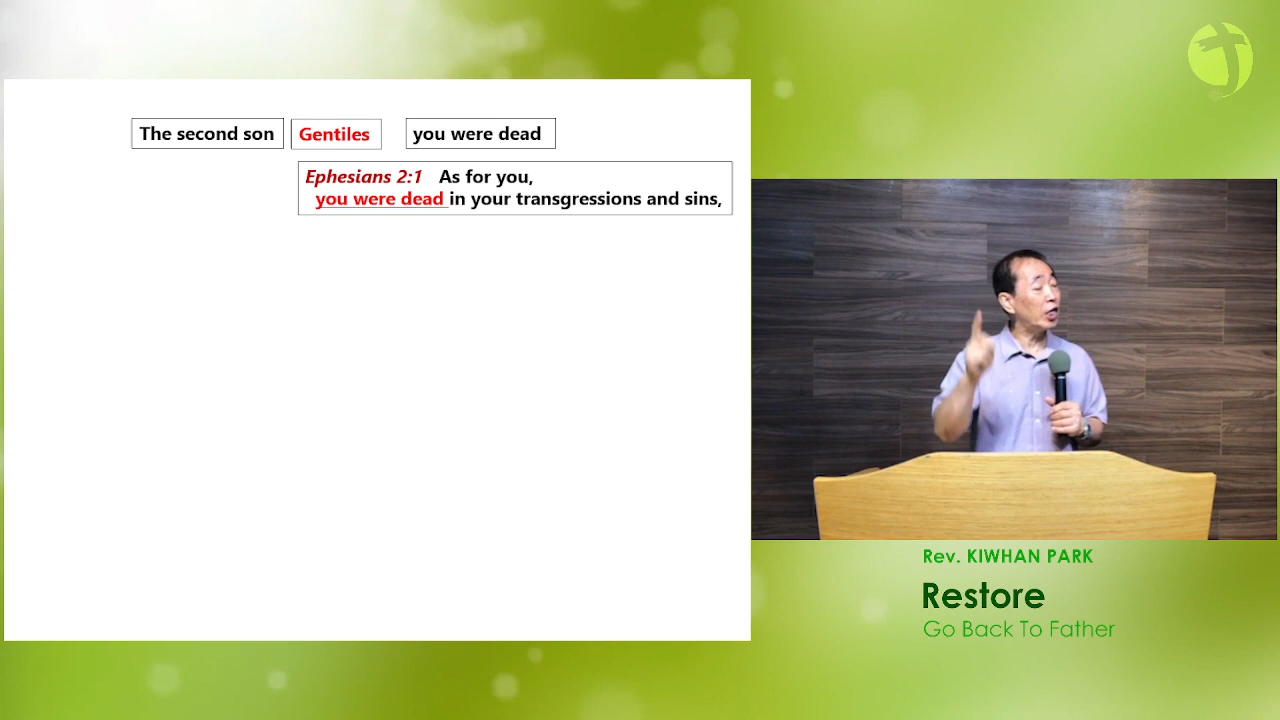 The second son Gentiles you were dead
Ephesians 2:1 As for you,
you were dead in your transgressions and sins,
Rev. KIWHAN PARK
Restore
Go Back To Father